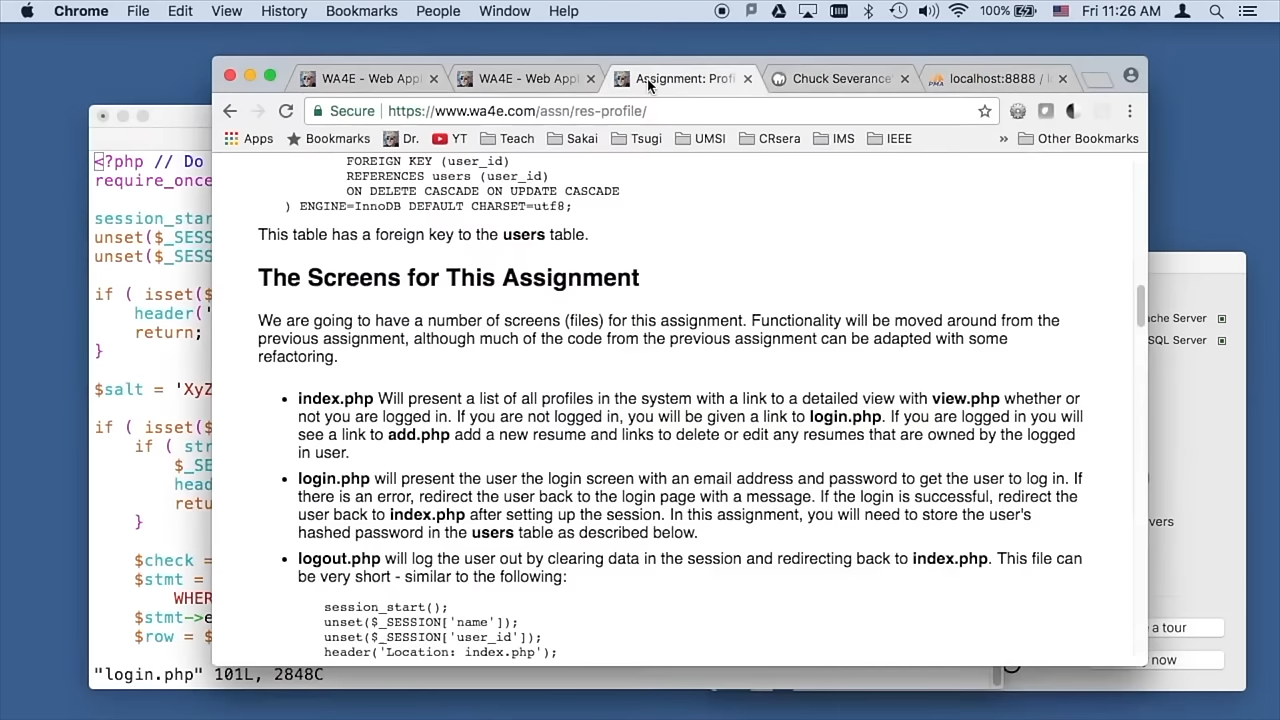 Chrome File Edit View History Bookmarks People Window Help 100% Fri 11:26 AM
WA4E - Web Appl WA4E - Web Appl Assignment: Profi Chuck Severance' localhost:8888 / l
Secure https://www.wa4e.com/assn/res-profile/
Apps Bookmarks Dr. YT Teach Sakai Tsugi UMSI CRsera IMS IEEE » Other Bookmarks
FOREIGN KEY (user_id)
REFERENCES users (user_id)
ON DELETE CASCADE ON UPDATE CASCADE
) ENGINE=InnoDB DEFAULT CHARSET=utf8;
This table has a foreign key to the users table.
The Screens for This Assignment
We are going to have a number of screens (files) for this assignment. Functionality will be moved around from the
previous assignment, although much of the code from the previous assignment can be adapted with some
refactoring.
• index.php Will present a list of all profiles in the system with a link to a detailed view with view.php whether or
not you are logged in. If you are not logged in, you will be given a link to login.php. If you are logged in you will
see a link to add.php add a new resume and links to delete or edit any resumes that are owned by the logged
in user.
• login.php will present the user the login screen with an email address and password to get the user to log in. If
there is an error, redirect the user back to the login page with a message. If the login is successful, redirect the
user back to index.php after setting up the session. In this assignment, you will need to store the user's
hashed password in the users table as described below.
• logout.php will log the user out by clearing data in the session and redirecting back to index.php. This file can
be very short - similar to the following:
session_start();
unset($_SESSION['name']);
unset($_SESSION['user_id']);
header('Location: index.php');
<?php // Do
require_once
session_star
unset($_SESS
unset($_SESS
if ( isset($
header('
return;
}
$salt = 'XyZ
if ( isset($
if ( str
$_SE
head
retu
}
$check =
$stmt =
WHER
$stmt->e
$row = $
"login.php" 101L, 2848C
che Server
SQL Server
vers
a tour
now